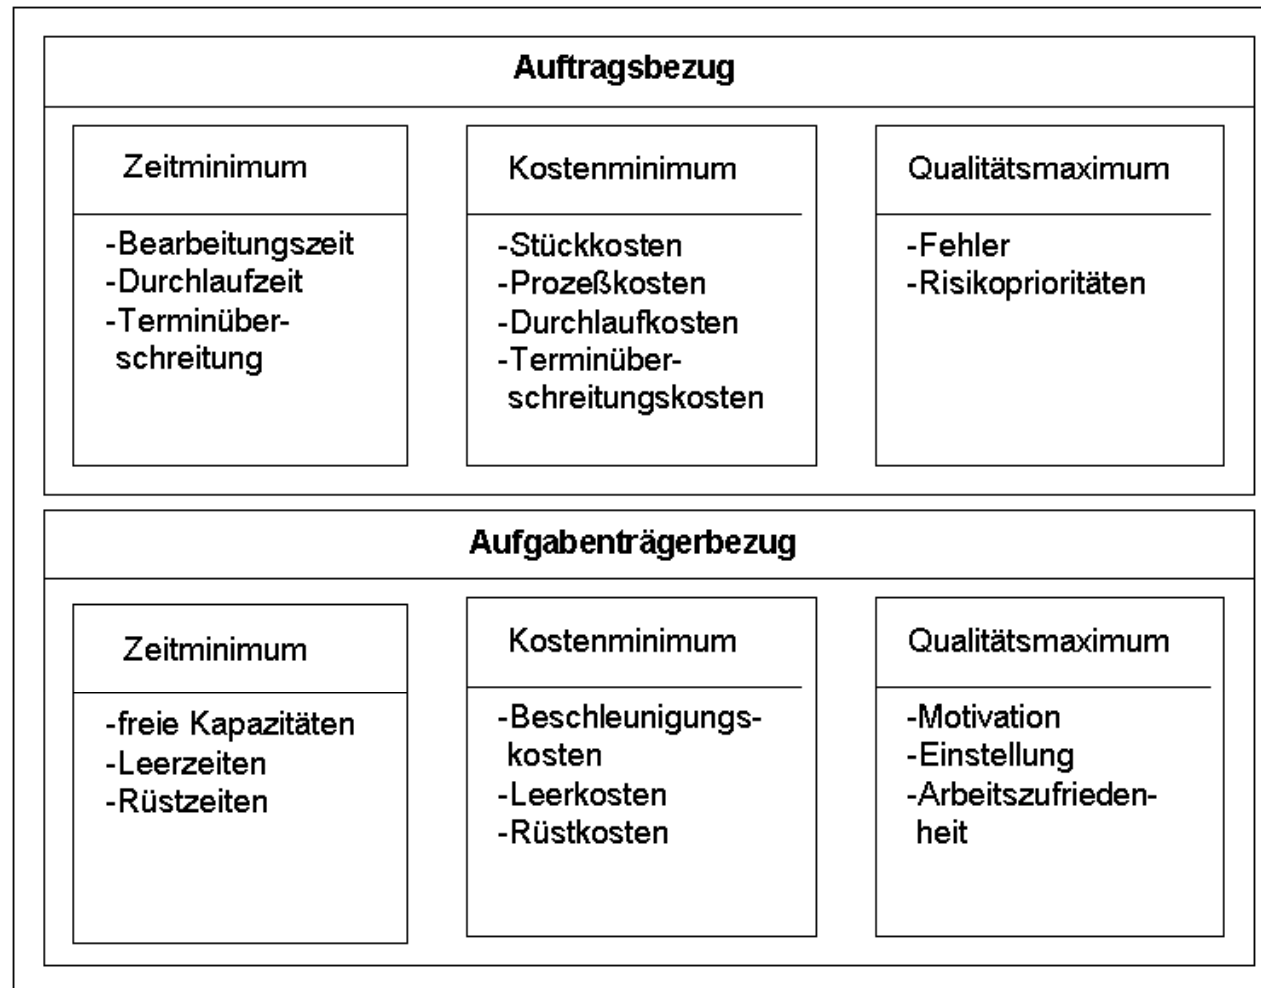 Auftragsbezug
Zeitminimum
-Bearbeitungszeit
-Durchlaufzeit
-Terminüber-
schreitung
Kostenminimum
-Stückkosten
-Prozeßkosten
-Durchlaufkosten
-Terminüber-
schreitungskosten
Qualitätsmaximum
-Fehler
-Risikoprioritäten
Aufgabenträgerbezug
Zeitminimum
-freie Kapazitäten
-Leerzeiten
-Rüstzeiten
Kostenminimum
-Beschleunigungs-
kosten
-Leerkosten
-Rüstkosten
Qualitätsmaximum
-Motivation
-Einstellung
-Arbeitszufrieden-
heit